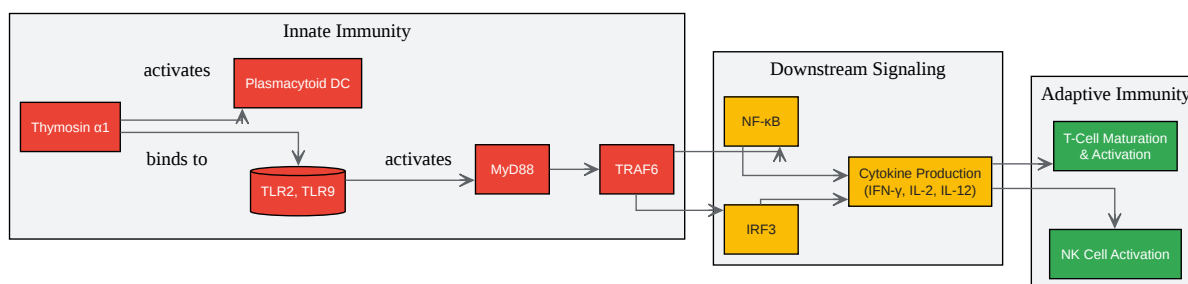 Innate Immunity
activates
Plasmacytoid DC
Thymosin α1
binds to
TLR2, TLR9
activates
MyD88
TRAF6
Downstream Signaling
NF-κB
IRF3
Cytokine Production
(IFN-γ, IL-2, IL-12)
Adaptive Immunity
T-Cell Maturation
& Activation
NK Cell Activation